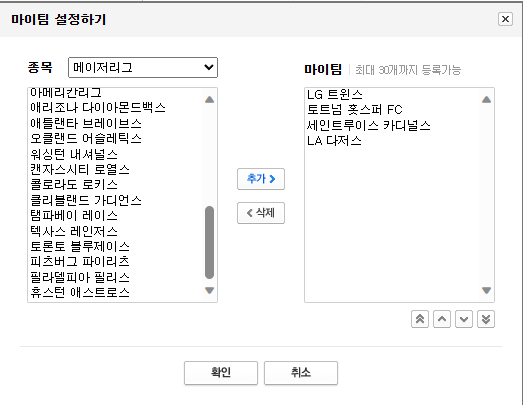 마이팀 설정하기
종목 메이저리그
마이팀 | 최대 30개까지 등록가능
아메리칸리그
애리조나 다이아몬드백스
애틀랜타 브레이브스
오클랜드 어슬레틱스
워싱턴 내셔널스
캔자스시티 로열스
콜로라도 로키스
클리블랜드 가디언스
탬파베이 레이스
텍사스 레인저스
토론토 블루제이스
피츠버그 파이리츠
필라델피아 필리스
휴스턴 애스트로스
추가
삭제
LG 트윈스
토트넘 홋스퍼 FC
세인트루이스 카디널스
LA 다저스
확인
취소